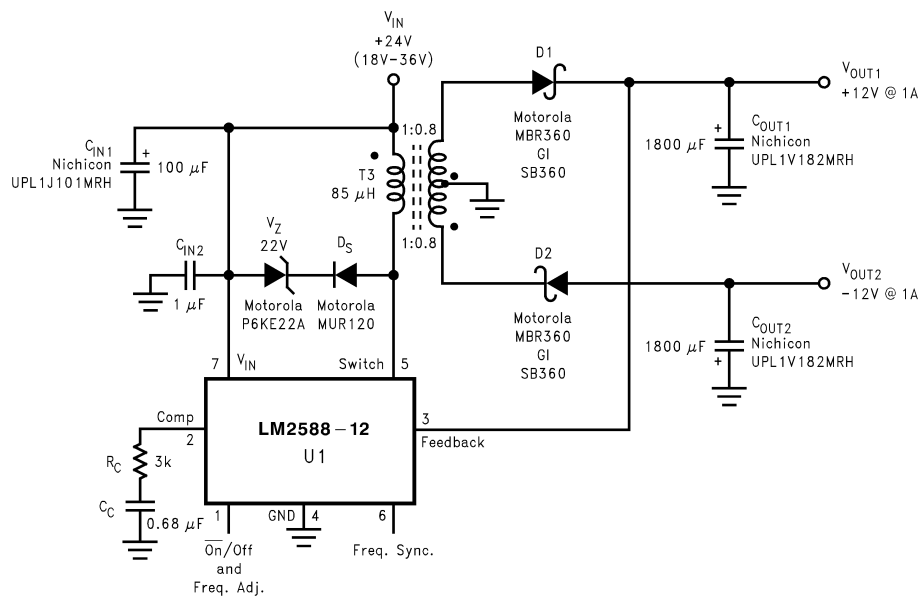 V_IN
+24V
(18V-36V)
D1
Motorola
MBR360
GI
SB360
V_OUT1
+12V @ 1A
+
C_OUT1
Nichicon
UPL1V182MRH
1800 μF
C_IN1
Nichicon
UPL1J101MRH
+
100 μF
1:0.8
T3
85 μH
1:0.8
C_IN2
1 μF
V_Z
22V
Motorola
P6KE22A
D_S
Motorola
MUR120
D2
Motorola
MBR360
GI
SB360
V_OUT2
-12V @ 1A
1800 μF
+
C_OUT2
Nichicon
UPL1V182MRH
7
V_IN
Switch
5
Comp
2
LM2588-12
U1
3
Feedback
R_C
3k
C_C
0.68 μF
1
GND
4
6
On/Off
and
Freq. Adj.
Freq. Sync.